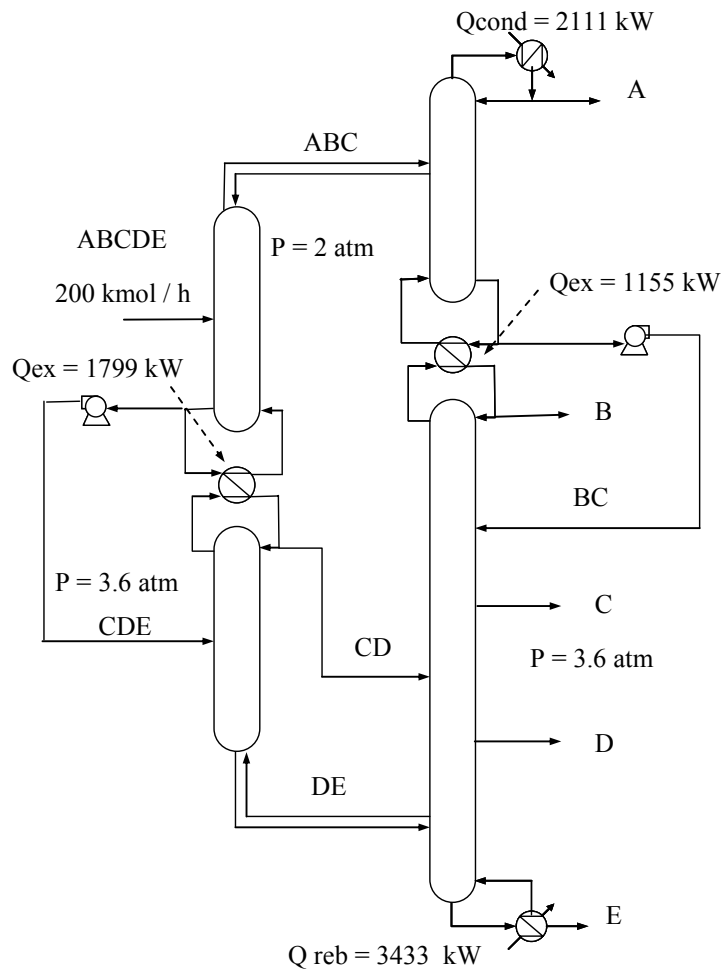 Qcond = 2111 kW
A
ABC
ABCDE
P = 2 atm
200 kmol / h
Qex = 1155 kW
Qex = 1799 kW
B
BC
P = 3.6 atm
C
CDE
CD
P = 3.6 atm
D
DE
E
Q reb = 3433 kW